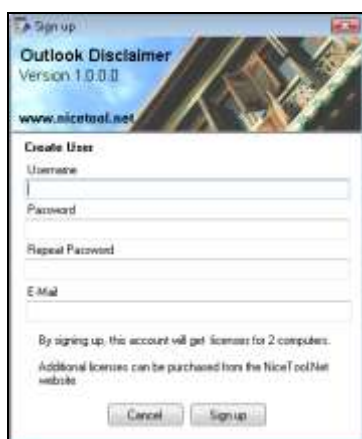 Sign up
Outlook Disclaimer
Version 1.0.0.0
www.nicetool.net
Create User
Username
Password
Repeat Password
E-Mail
By signing up, this account will get licenses for 2 computers.
Additional licenses can be purchased from the NiceTool.Net
website
Cancel
Sign up